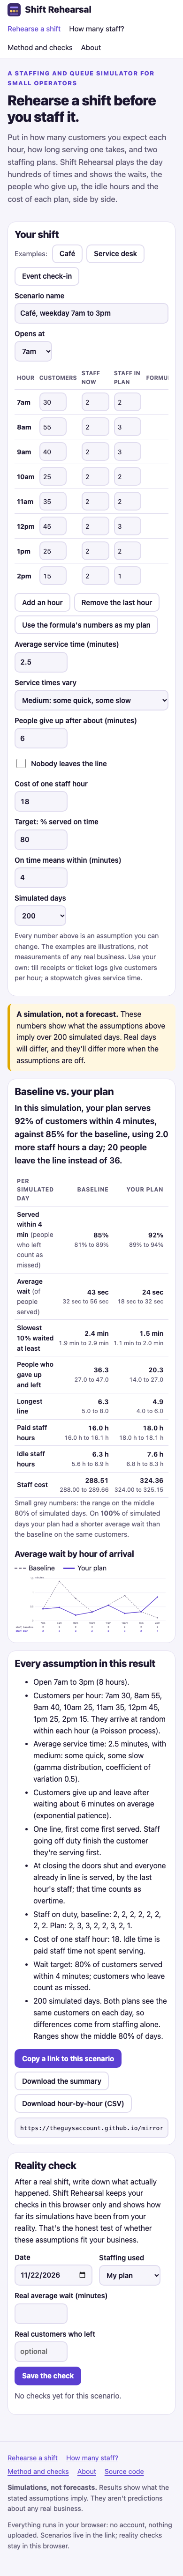 Shift Rehearsal
Rehearse a shift How many staff?
Method and checks About
A STAFFING AND QUEUE SIMULATOR FOR
SMALL OPERATORS
Rehearse a shift before
you staff it.
Put in how many customers you expect each
hour, how long serving one takes, and two
staffing plans. Shift Rehearsal plays the day
hundreds of times and shows the waits, the
people who give up, the idle hours and the
cost of each plan, side by side.
Your shift
Examples: Café Service desk
Event check-in
Scenario name
Café, weekday 7am to 3pm
Opens at
7am
HOUR CUSTOMERS STAFF NOW STAFF IN PLAN
7am 30 2 2
8am 55 2 3
9am 40 2 3
10am 25 2 2
11am 35 2 2
12pm 45 2 3
1pm 25 2 2
2pm 15 2 1
Add an hour Remove the last hour
Use the formula's numbers as my plan
Average service time (minutes)
2.5
Service times vary
Medium: some quick, some slow
People give up after about (minutes)
6
Nobody leaves the line
Cost of one staff hour
18
Target: % served on time
80
On time means within (minutes)
4
Simulated days
200
Every number above is an assumption you can
change. The examples are illustrations, not
measurements of any real business. Use your
own: till receipts or ticket logs give customers
per hour; a stopwatch gives service time.
A simulation, not a forecast. These
numbers show what the assumptions above
imply over 200 simulated days. Real days
will differ, and they'll differ more when the
assumptions are off.
Baseline vs. your plan
In this simulation, your plan serves
92% of customers within 4 minutes,
against 85% for the baseline, using 2.0
more staff hours a day; 20 people
leave the line instead of 36.
PER SIMULATED DAY BASELINE YOUR PLAN
Served within 4 min (people who left count as missed) 85% 92%
81% to 89% 89% to 94%
Average wait (of people served) 43 sec 24 sec
32 sec to 56 sec 18 sec to 32 sec
Slowest 10% waited at least 2.4 min 1.5 min
1.9 min to 2.9 min 1.1 min to 2.0 min
People who gave up and left 36.3 20.3
27.0 to 47.0 14.0 to 27.0
Longest line 6.3 4.9
5.0 to 8.0 4.0 to 6.0
Paid staff hours 16.0 h 18.0 h
16.0 h to 16.1 h 18.0 h to 18.1 h
Idle staff hours 6.3 h 7.6 h
5.6 h to 6.9 h 6.8 h to 8.3 h
Staff cost 288.51 324.36
288.00 to 289.66 324.00 to 325.15
Small grey numbers: the range on the middle
80% of simulated days. On 100% of simulated
days your plan had a shorter average wait than
the baseline on the same customers.
Average wait by hour of arrival
Baseline Your plan
Every assumption in this result
Open 7am to 3pm (8 hours).
Customers per hour: 7am 30, 8am 55,
9am 40, 10am 25, 11am 35, 12pm 45,
1pm 25, 2pm 15. They arrive at random
within each hour (a Poisson process).
Average service time: 2.5 minutes, with
medium: some quick, some slow
(gamma distribution, coefficient of
variation 0.5).
Customers give up and leave after
waiting about 6 minutes on average
(exponential patience).
One line, first come first served. Staff
going off duty finish the customer
they're serving first.
At closing the doors shut and everyone
already in line is served, by the last
hour's staff; that time counts as
overtime.
Staff on duty, baseline: 2, 2, 2, 2, 2,
2, 2, 2. Plan: 2, 3, 3, 2, 2, 3, 2, 1.
Cost of one staff hour: 18. Idle time is
paid staff time not spent serving.
Wait target: 80% of customers served
within 4 minutes; customers who leave
count as missed.
200 simulated days. Both plans see the
same customers on each day, so
differences come from staffing alone.
Ranges show the middle 80% of days.
Copy a link to this scenario
Download the summary
Download hour-by-hour (CSV)
https://theguysaccount.github.io/mirror
Reality check
After a real shift, write down what actually
happened. Shift Rehearsal keeps your
checks in this browser only and shows how
far its simulations have been from your
reality. That's the honest test of whether
these assumptions fit your business.
Date Staffing used
11/22/2026 My plan
Real average wait (minutes)
Real customers who left
optional
Save the check
No checks yet for this scenario.
Rehearse a shift How many staff?
Method and checks About Source code
Simulations, not forecasts. Results show what the
stated assumptions imply. They aren't predictions
about any real business.
Everything runs in your browser: no account, nothing
uploaded. Scenarios live in the link; reality checks
stay in this browser.